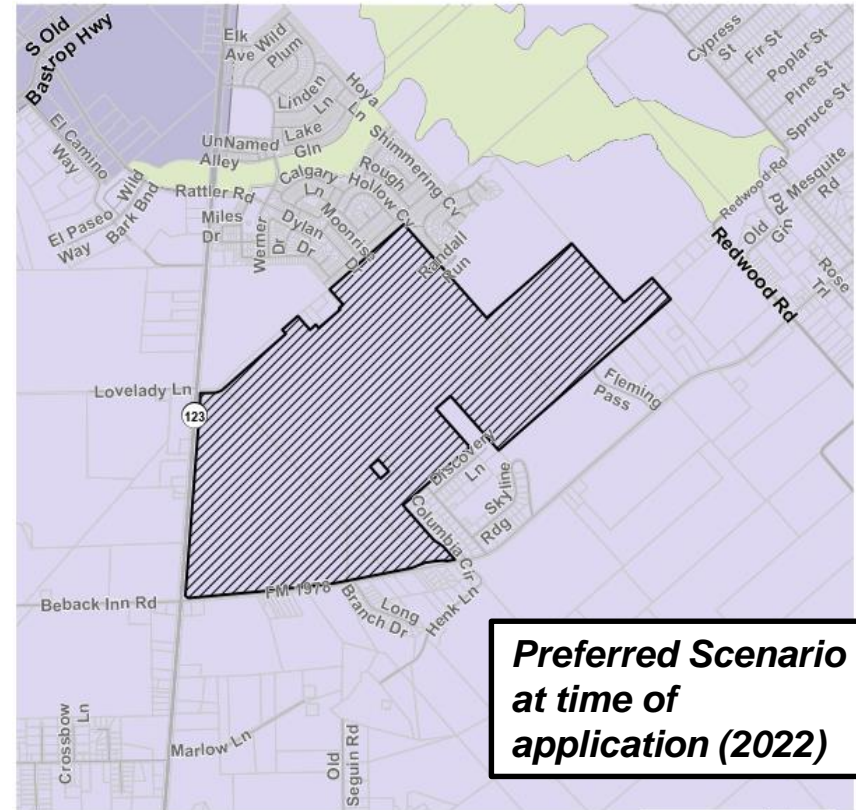 S Old
Bastrop Hwy
Elk
Ave
Wild
Plum
Linden
Ln
Hoya
Ln
Cypress
St
Fir St
Poplar St
Pine St
Spruce St
El Camino
Way
UnNamed
Alley
Lake
Gln
Shimmering Cv
Calgary
Ln
Rough
Hollow Cv
Redwood Rd
Mesquite
Rd
Wild
Bark Bnd
Rattler Rd
El Paseo
Way
Miles
Dr
Werner
Dr
Dylan
Dr
Moonrise
Dr
Randall
Run
Old
Gin Rd
Redwood Rd
Rose
Trl
Lovelady Ln
123
Fleming
Pass
Discovery
Ln
Skyline
Rdg
Columbia Cir
Beback Inn Rd
FM 1978
Branch Dr
Long
Henk Ln
Crossbow
Ln
Marlow Ln
Old
Seguin Rd
Preferred Scenario
at time of
application (2022)